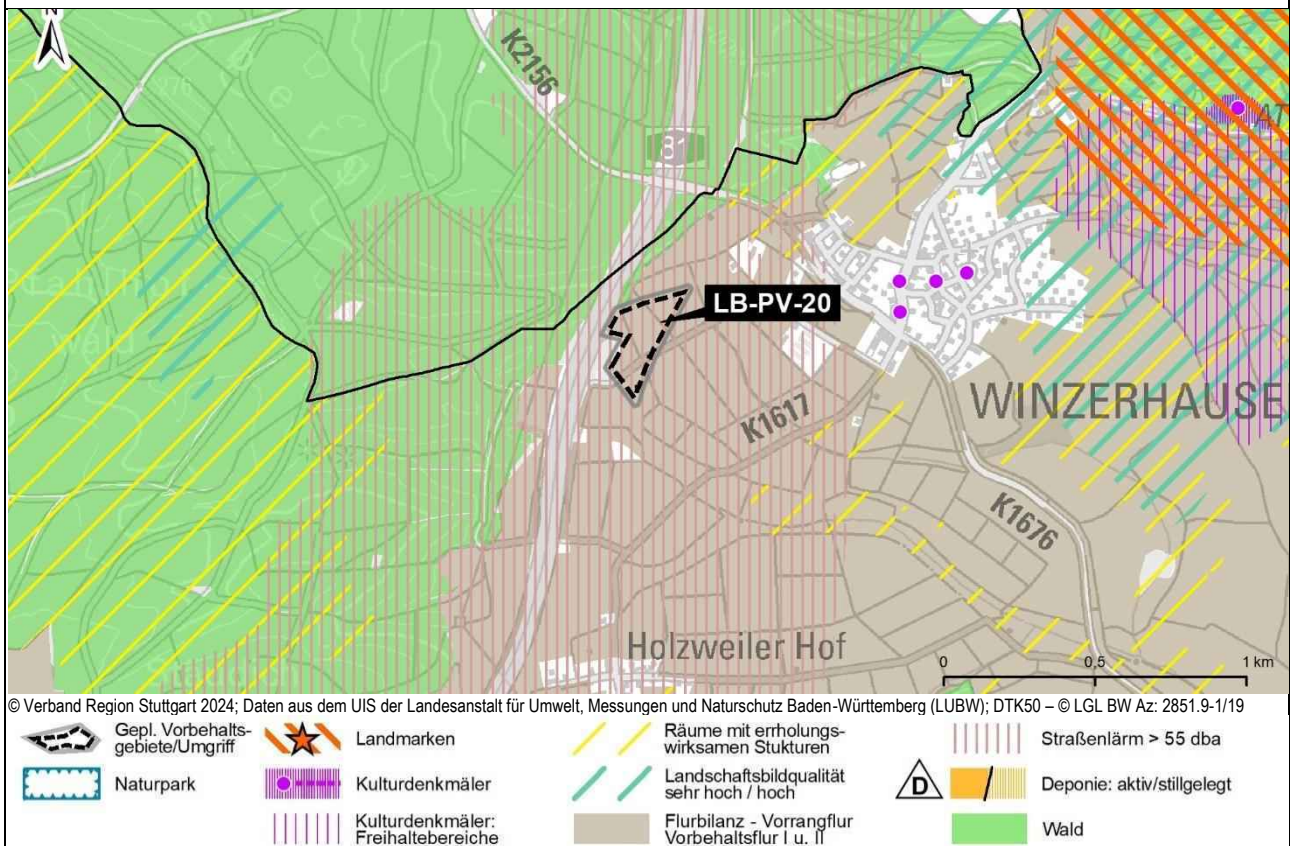 N
K2156
81
LB-PV-20
WINZERHAUSE
K1617
K1676
Holzweiler Hof
0 0,5 1 km
© Verband Region Stuttgart 2024; Daten aus dem UIS der Landesanstalt für Umwelt, Messungen und Naturschutz Baden-Württemberg (LUBW); DTK50 – © LGL BW Az: 2851.9-1/19
Gepl. Vorbehalts-
gebiete/Umgriff
Landmarken
Räume mit errholungs-
wirksamen Stukturen
Straßenlärm > 55 dba
Naturpark
Kulturdenkmäler
Landschaftsbildqualität
sehr hoch / hoch
D
Deponie: aktiv/stillgelegt
Kulturdenkmäler:
Freihaltebereiche
Flurbilanz - Vorrangflur
Vorbehaltsflur I u. II
Wald